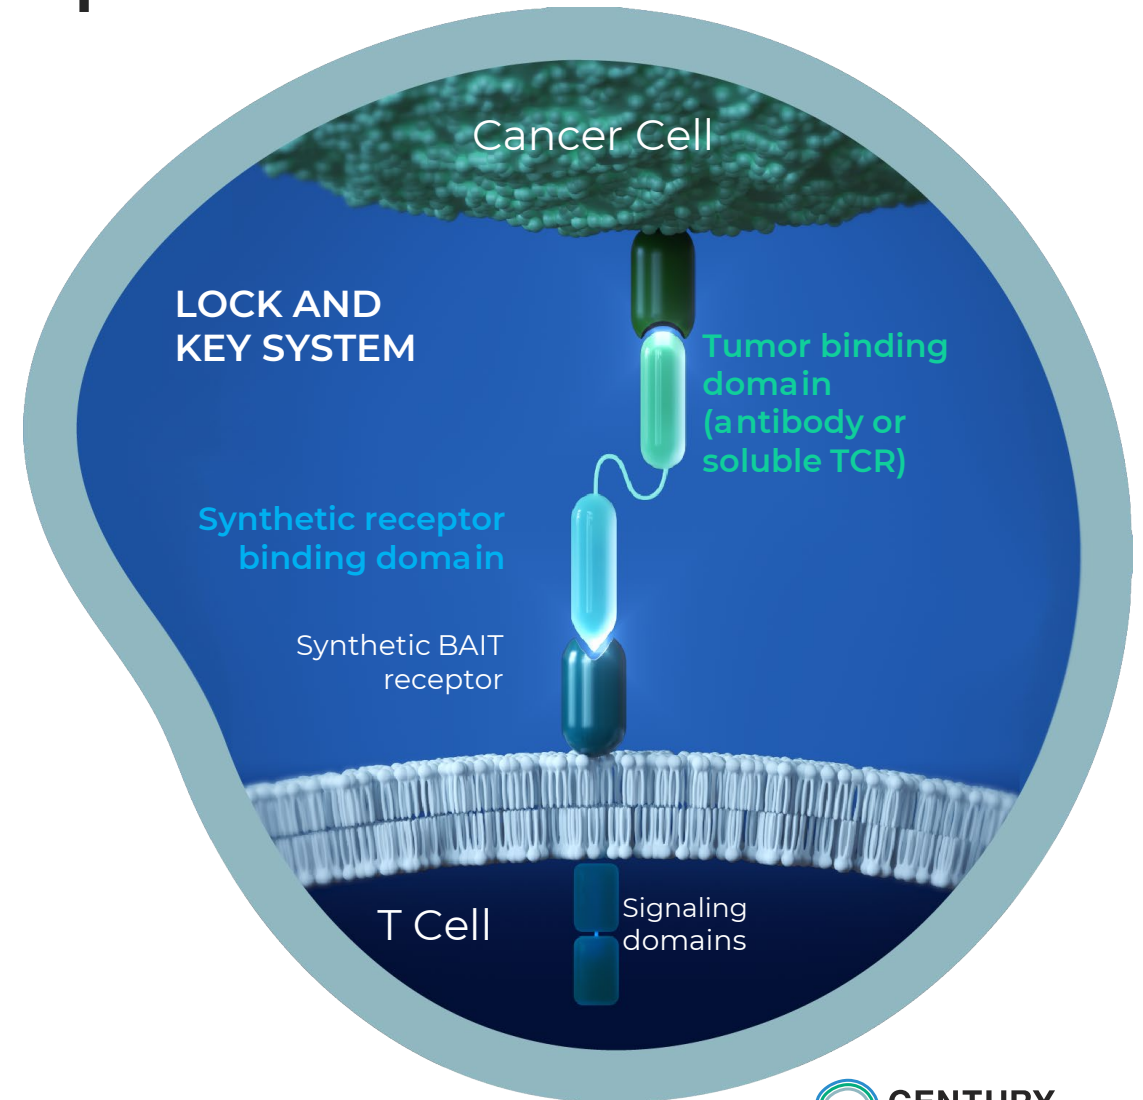 Cancer Cell
LOCK AND
KEY SYSTEM
Tumor binding
domain
(antibody or
soluble TCR)
Synthetic receptor
binding domain
Synthetic BAIT
receptor
T Cell
Signaling
domains
CENTURY